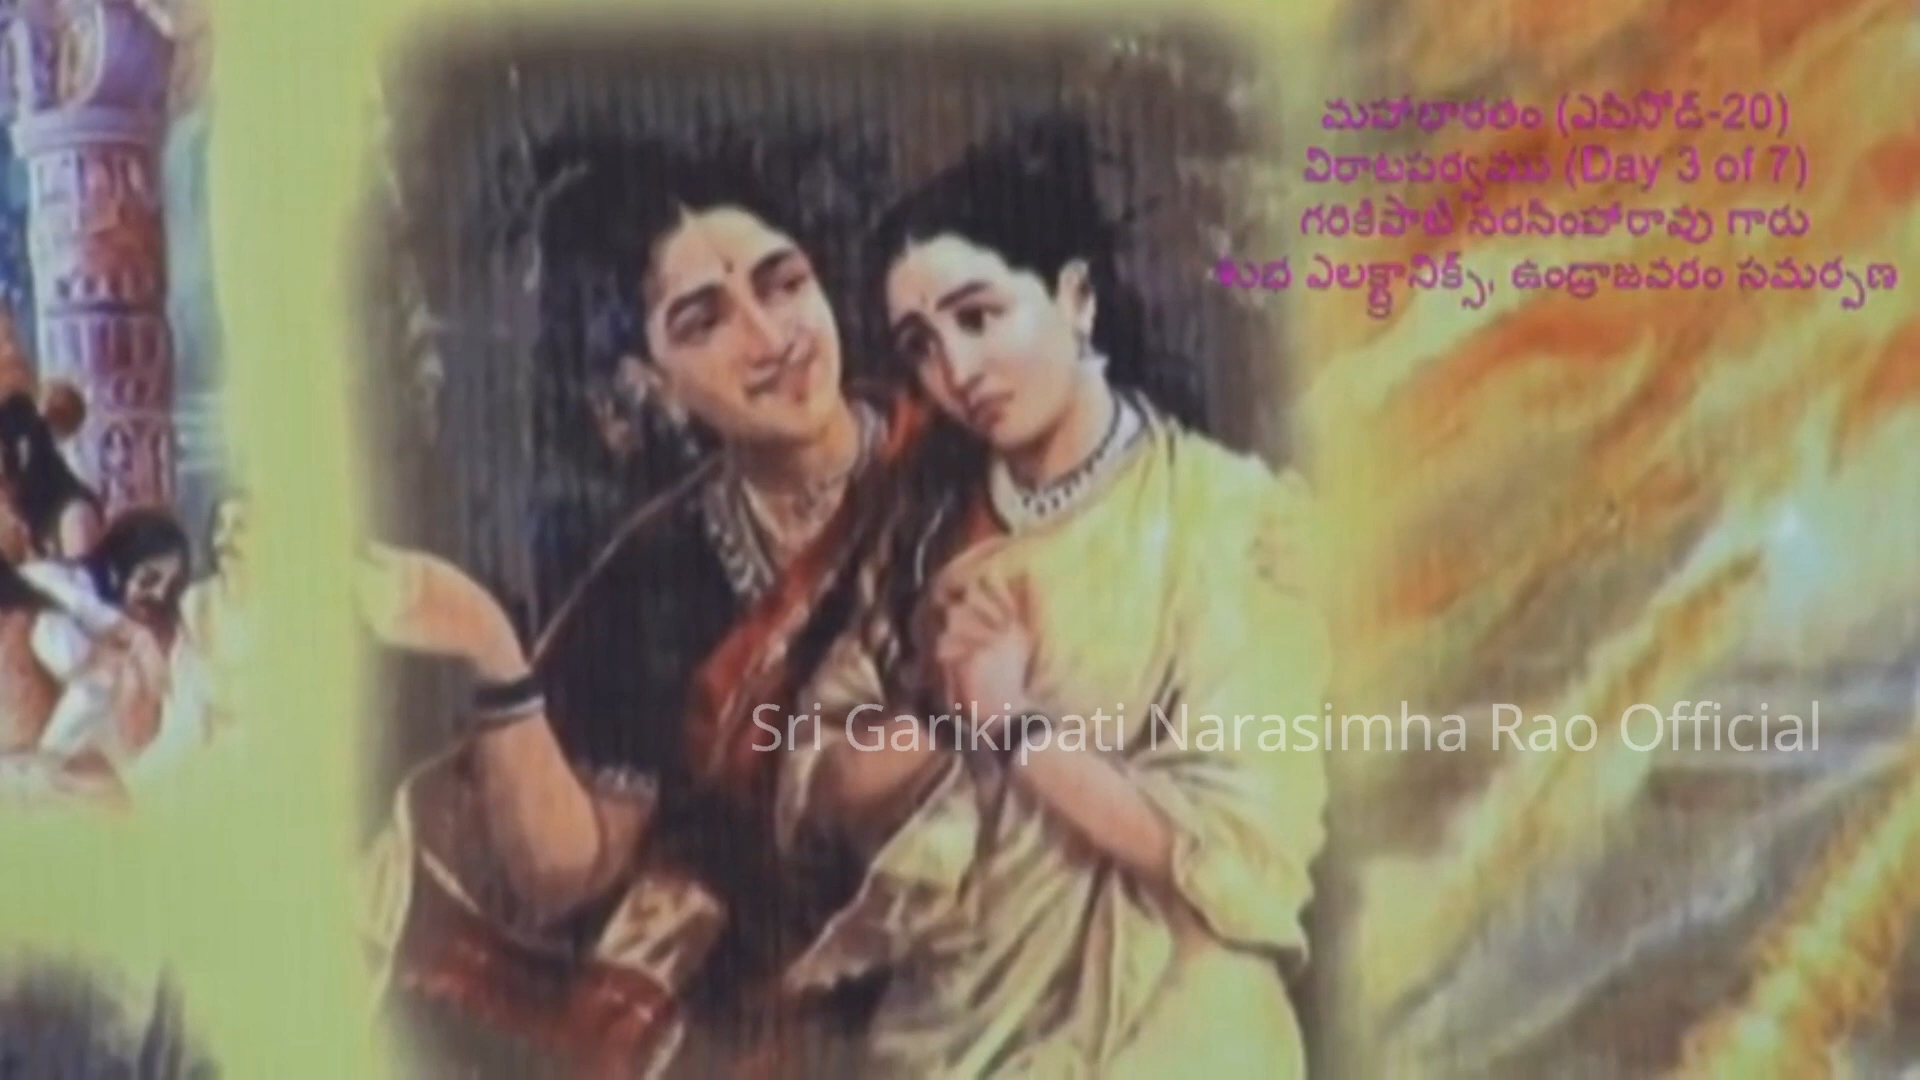 మహాభారతం (ఎపిసోడ్-20)
విరాటపర్వము (Day 3 of 7)
గరికిపాటి నరసింహారావు గారు
శుభ ఎలక్ట్రానిక్స్, ఉండ్రాజవరం సమర్పణ
Sri Garikipati Narasimha Rao Official